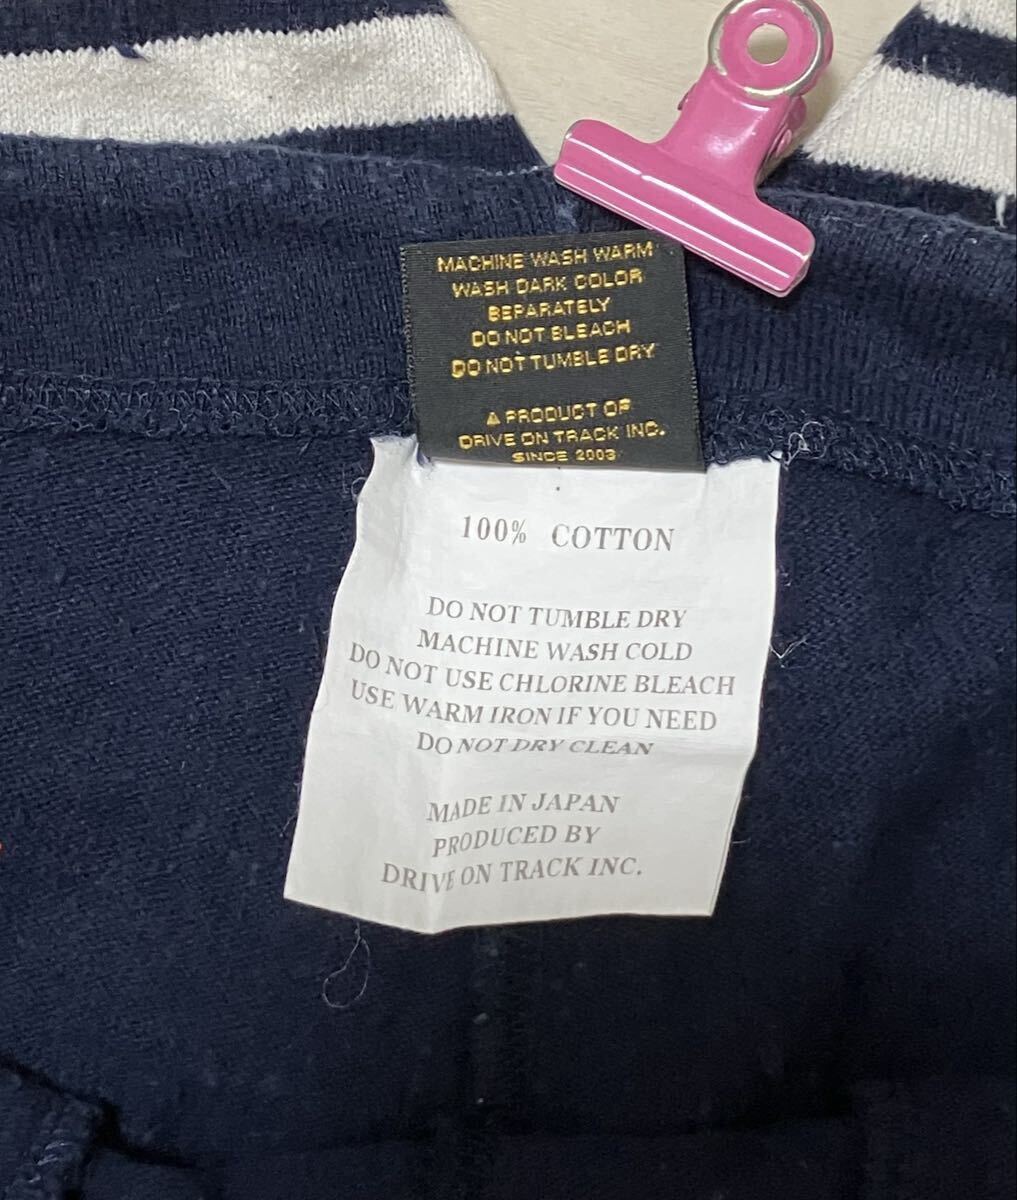 MACHINE WASH WARM
WASH DARK COLOR
SEPARATELY
DO NOT BLEACH
DO NOT TUMBLE DRY
A PRODUCT OF
DRIVE ON TRACK INC.
SINCE 2003
100% COTTON
DO NOT TUMBLE DRY
MACHINE WASH COLD
DO NOT USE CHLORINE BLEACH
USE WARM IRON IF YOU NEED
DO NOT DRY CLEAN
MADE IN JAPAN
PRODUCED BY
DRIVE ON TRACK INC.